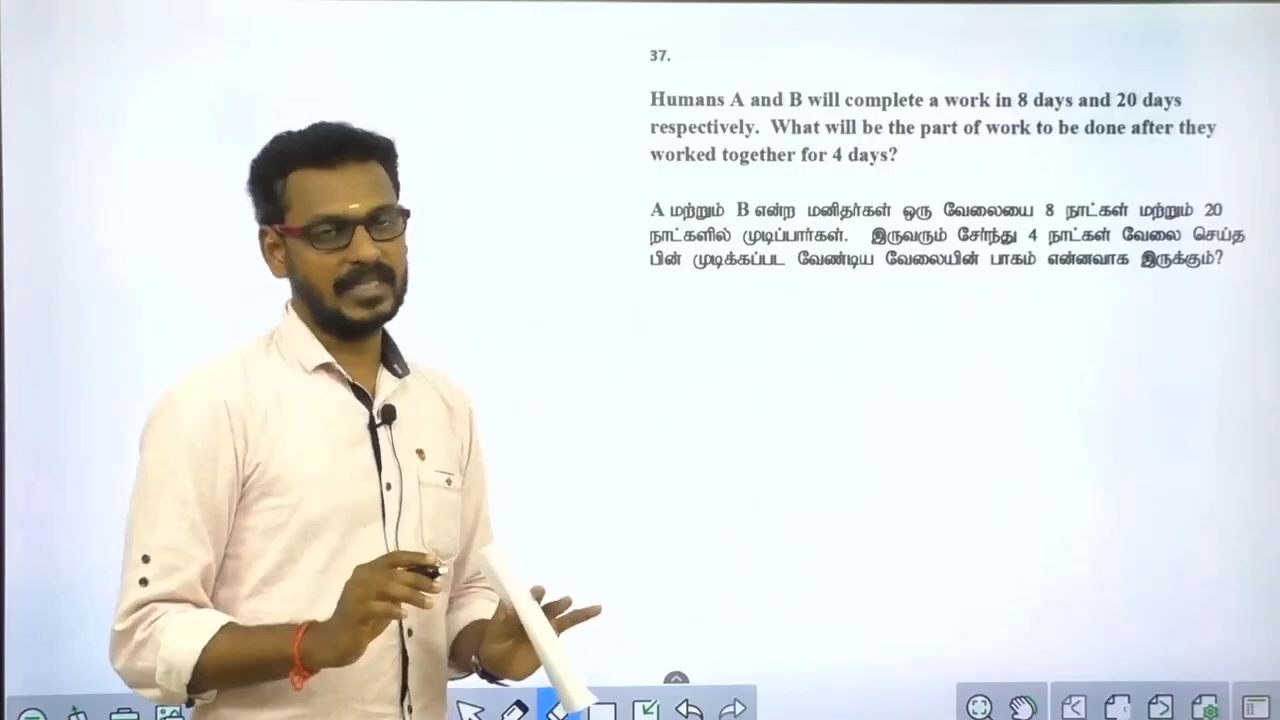 37.
Humans A and B will complete a work in 8 days and 20 days
respectively. What will be the part of work to be done after they
worked together for 4 days?
A மற்றும் B என்ற மனிதர்கள் ஒரு வேலையை 8 நாட்கள் மற்றும் 20
நாட்களில் முடிப்பார்கள். இருவரும் சேர்ந்து 4 நாட்கள் வேலை செய்த
பின் முடிக்கப்பட வேண்டிய வேலையின் பாகம் என்னவாக இருக்கும்?